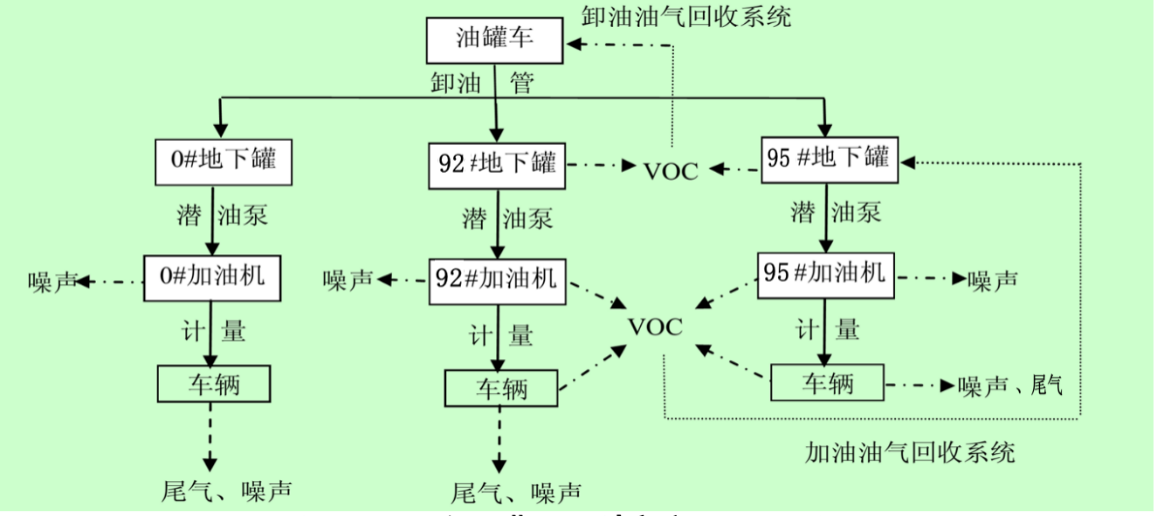 卸油油气回收系统
油罐车
卸油 管
0#地下罐
92#地下罐
VOC
95#地下罐
潜 油泵
潜 油泵
潜 油泵
噪声
0#加油机
噪声
92#加油机
95#加油机
噪声
VOC
计 量
计 量
计 量
车辆
车辆
车辆
噪声、尾气
加油油气回收系统
尾气、噪声
尾气、噪声